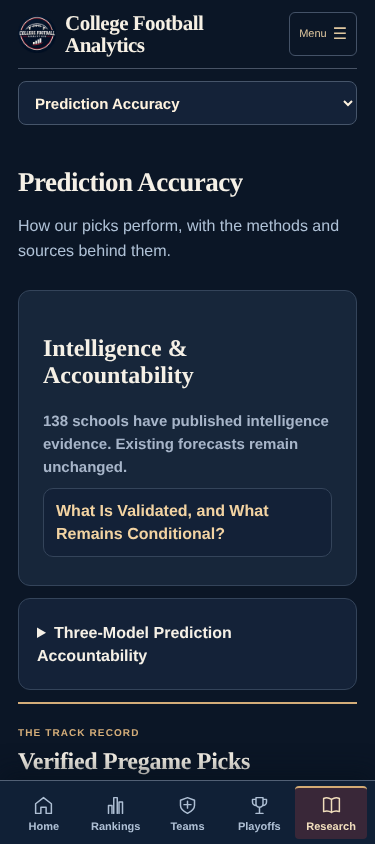 COLLEGE FOOTBALL
College Football
Analytics
Menu ☰
Prediction Accuracy
Prediction Accuracy
How our picks perform, with the methods and
sources behind them.
Intelligence &
Accountability
138 schools have published intelligence
evidence. Existing forecasts remain
unchanged.
What Is Validated, and What
Remains Conditional?
▶ Three-Model Prediction
Accountability
THE TRACK RECORD
Verified Pregame Picks
Home
Rankings
Teams
Playoffs
Research